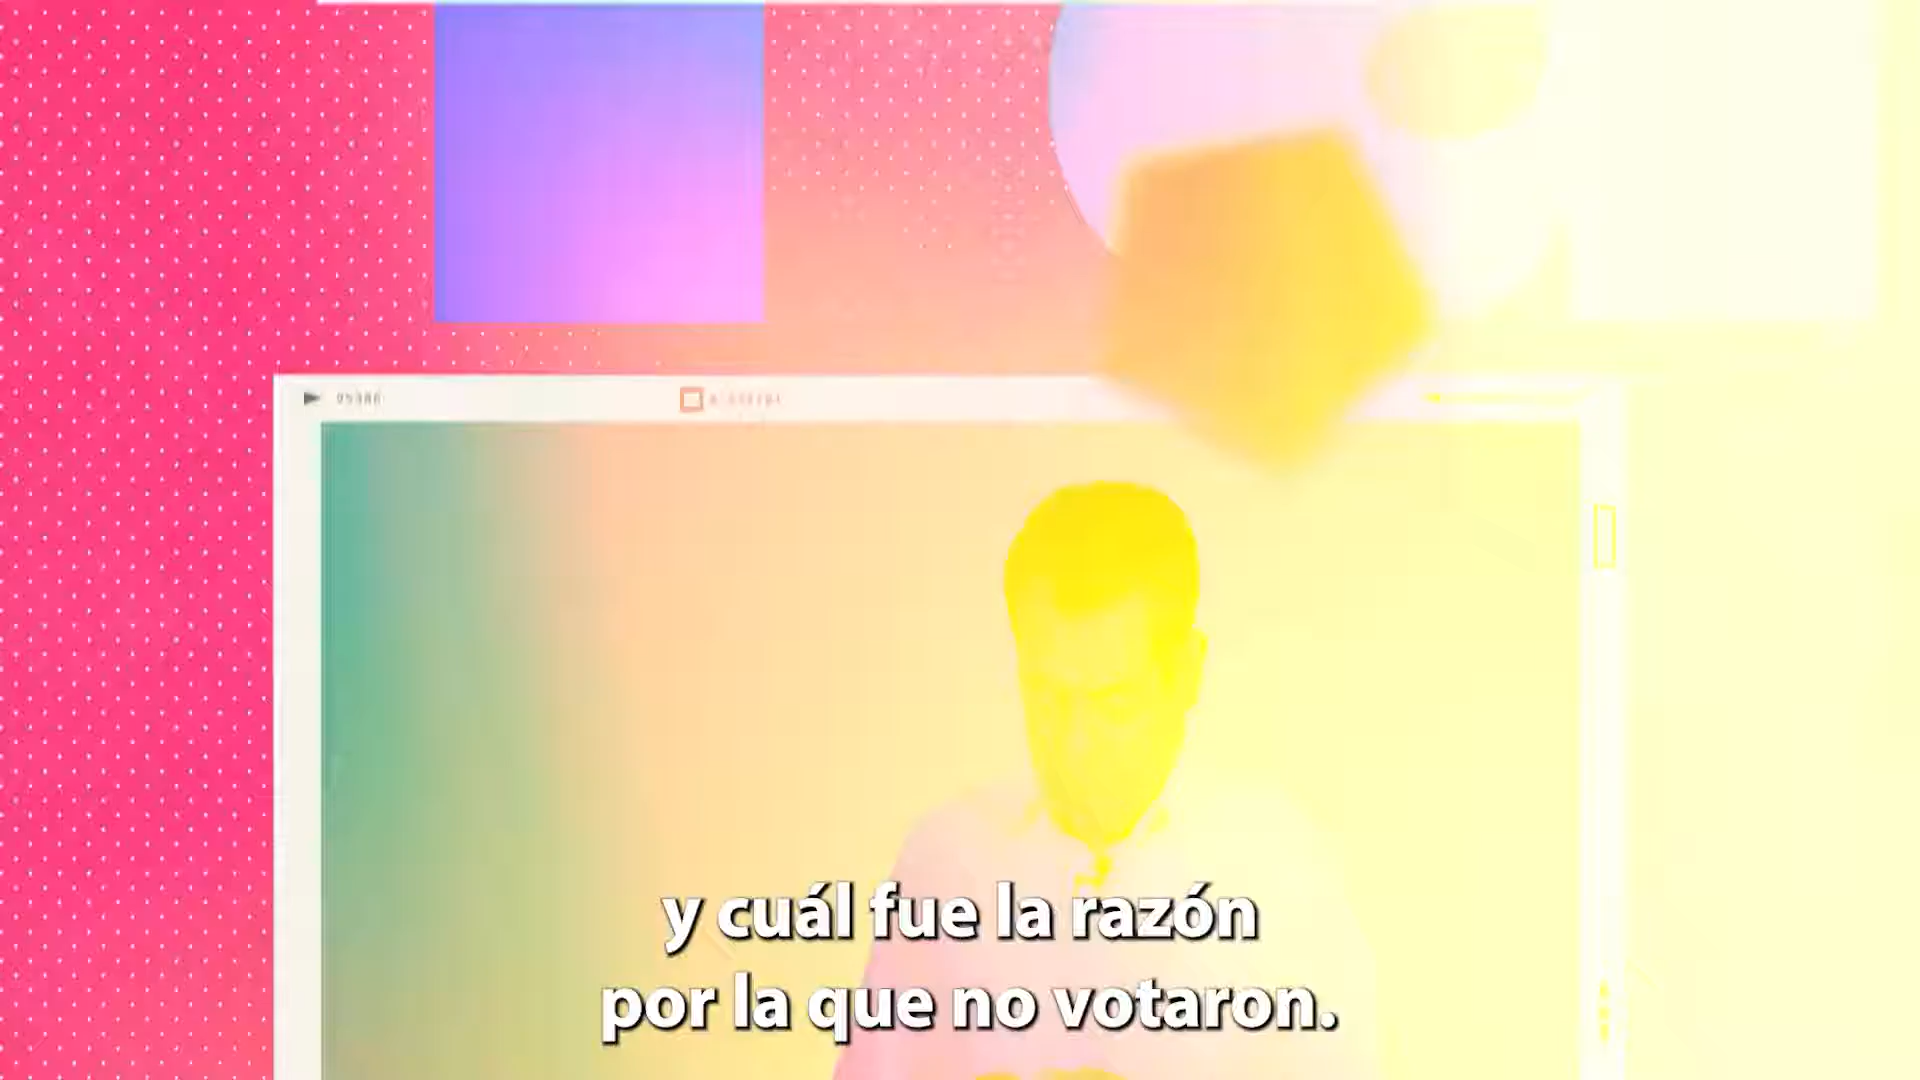 y cuál fue la razón
por la que no votaron.